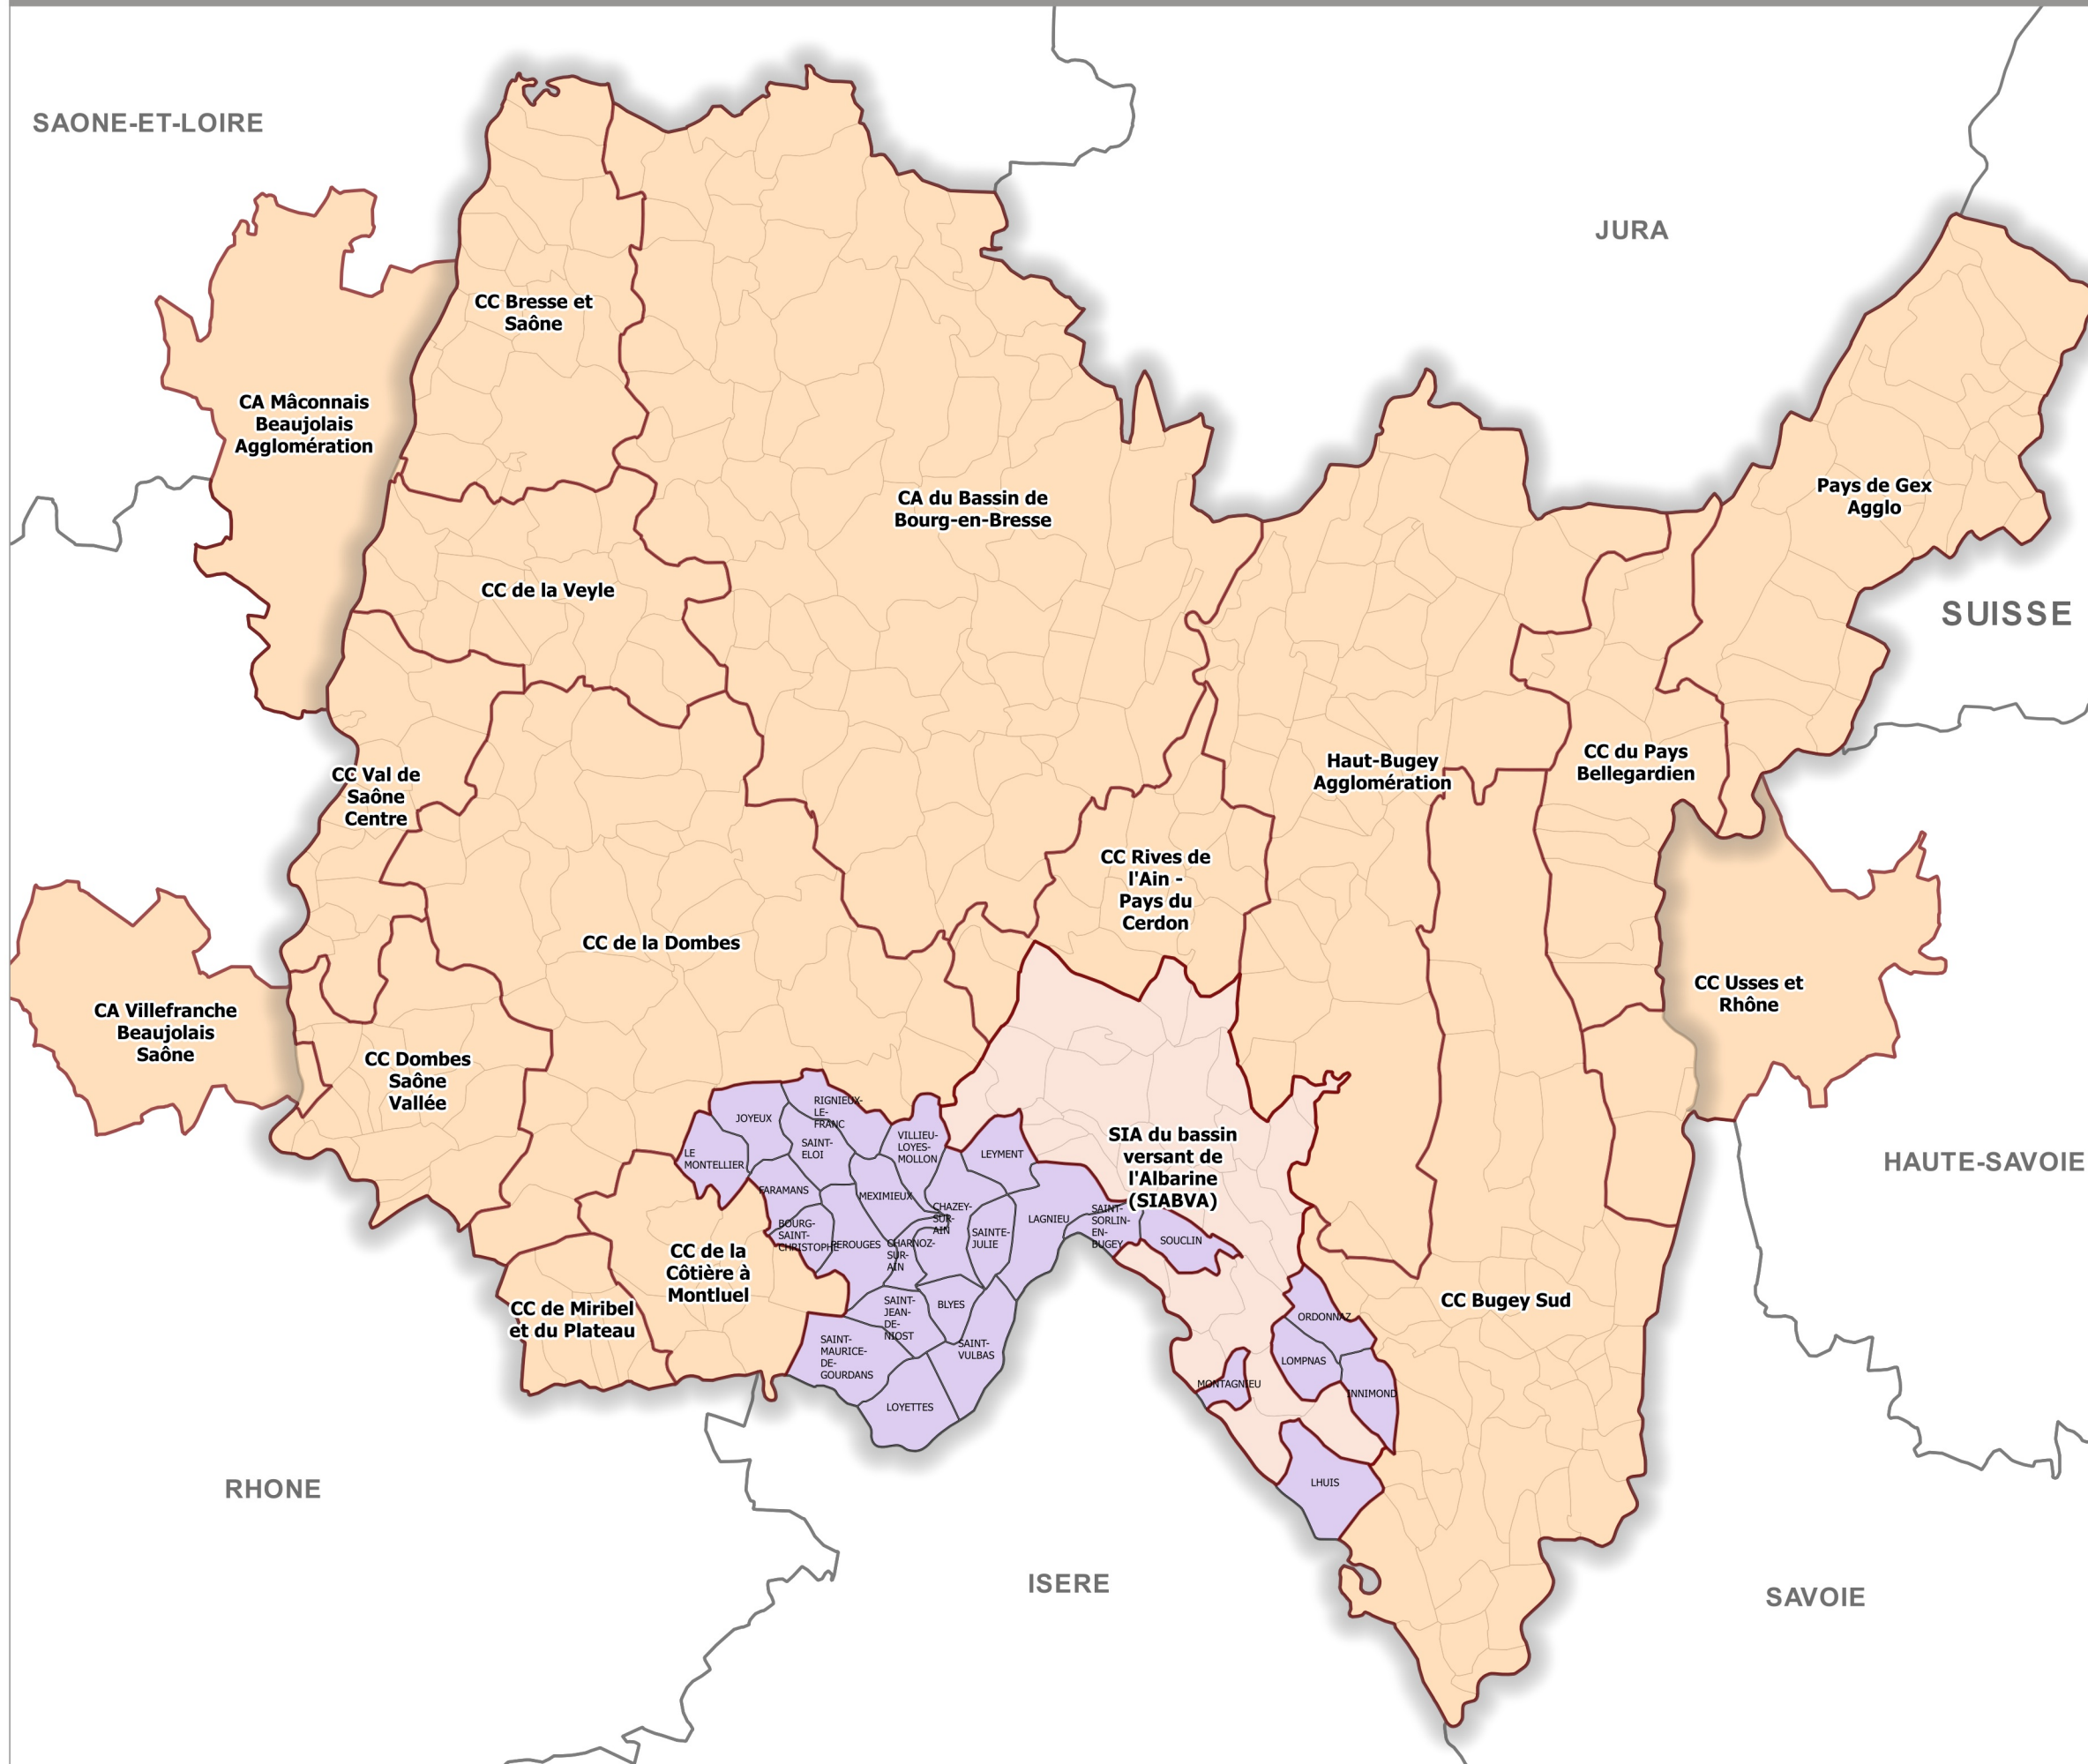 SAONE-ET-LOIRE
JURA
CC Bresse et
Saône
CA Mâconnais
Beaujolais
Agglomération
CA du Bassin de
Bourg-en-Bresse
Pays de Gex
Agglo
CC de la Veyle
SUISSE
CC Val de
Saône
Centre
Haut-Bugey
Agglomération
CC du Pays
Bellegardien
CC Rives de
l'Ain -
Pays du
Cerdon
CC de la Dombes
CC Usses et
Rhône
CA Villefranche
Beaujolais
Saône
CC Dombes
Saône
Vallée
RIGNIEUX-
LE-
FRANC
JOYEUX
SAINT-
ELOI
VILLIEU-
LOYES-
MOLLON
LEYMENT
LE
MONTELLIER
SIA du bassin
versant de
l'Albarine
(SIABVA)
HAUTE-SAVOIE
FARAMANS
MEXIMIEUX
CHAZEY-
SUR-
AIN
LAGNIEU
SAINT-
SORLIN-
EN-
BUGEY
SOUCLIN
BOURG-
SAINT-
CHRISTOPHE
PEROUGES
CHARNOZ-
SUR-
AIN
SAINTE-
JULIE
CC de la
Côtière à
Montluel
CC de Miribel
et du Plateau
SAINT-
JEAN-
DE-
NIOST
BLYES
SAINT-
VULBAS
SAINT-
MAURICE-
DE-
GOURDANS
LOYETTES
ORDONNAZ
CC Bugey Sud
LOMPNAS
MONTAGNIEU
INNIMOND
LHUIS
RHONE
ISERE
SAVOIE